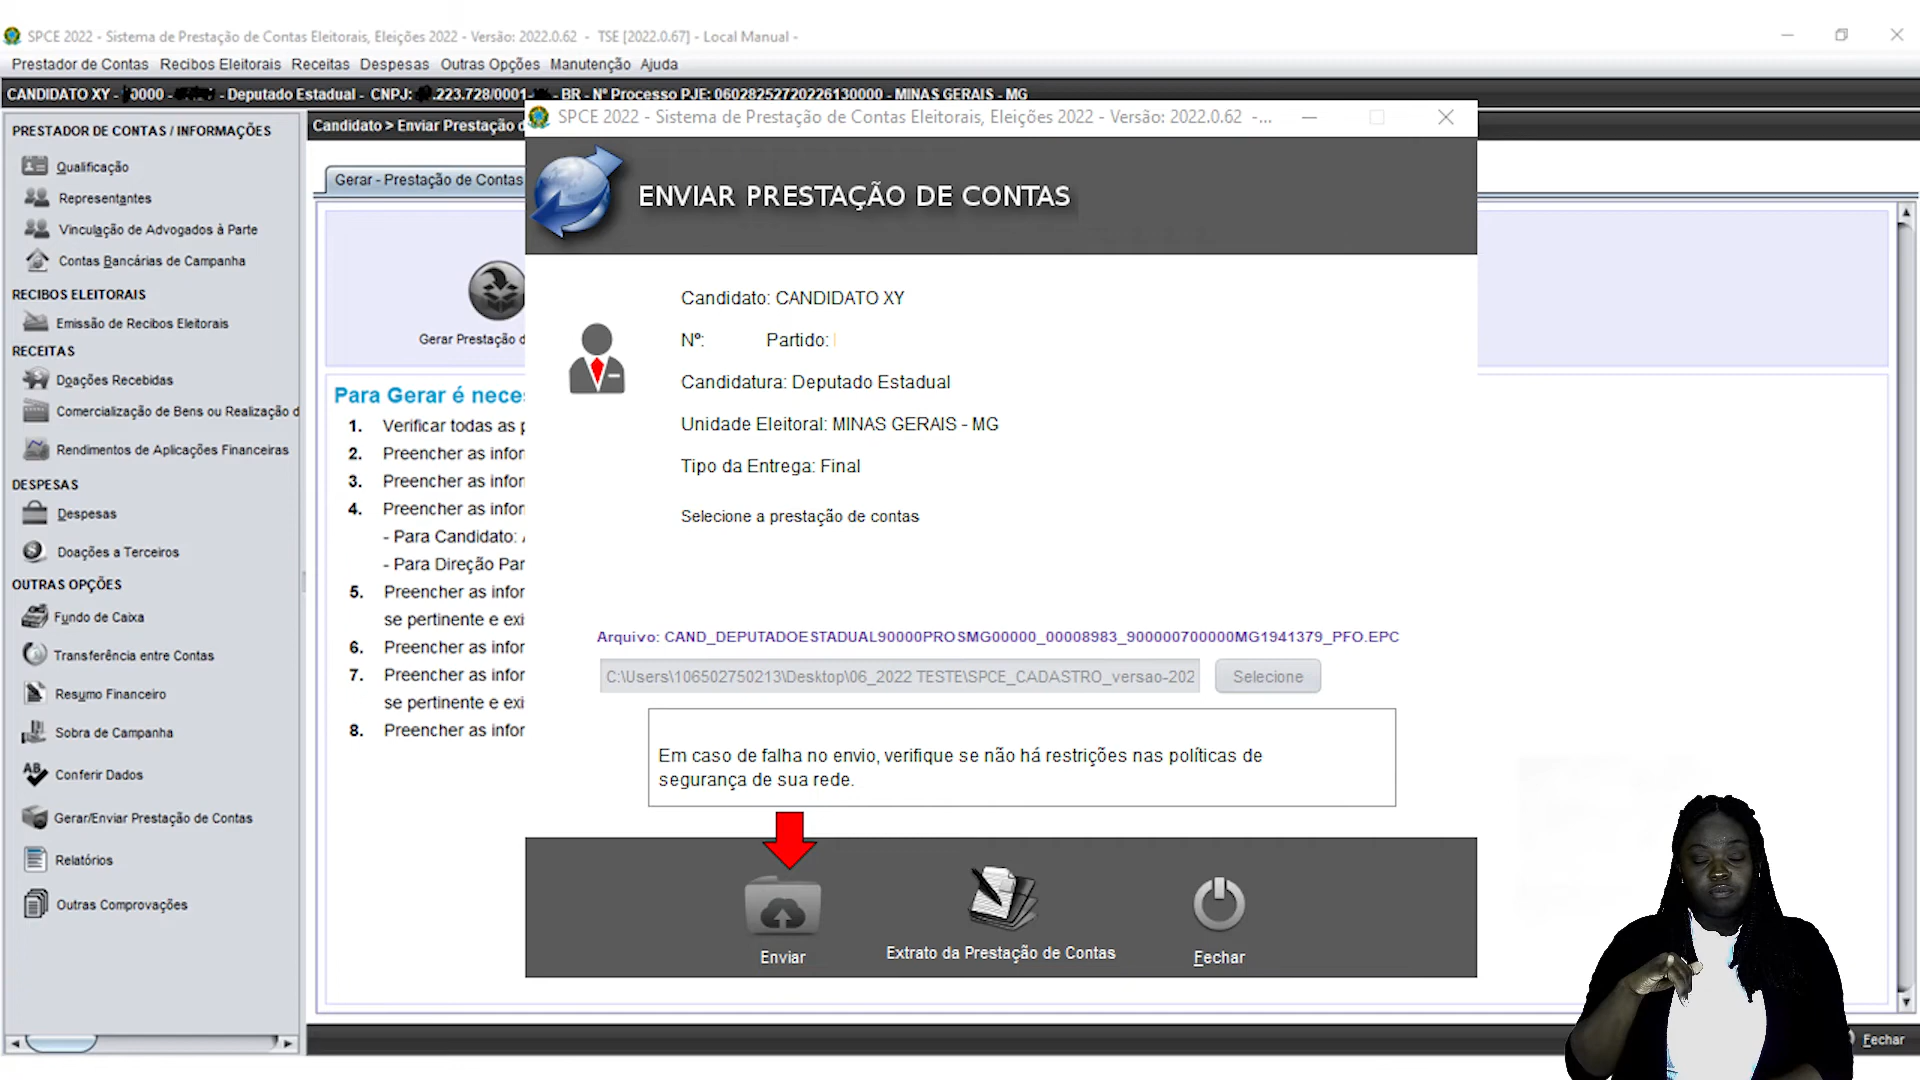 SPCE 2022 - Sistema de Prestação de Contas Eleitorais, Eleições 2022 - Versão: 2022.0.62 - TSE [2022.0.67] - Local Manual -
Prestador de Contas Recibos Eleitorais Receitas Despesas Outras Opções Manutenção Ajuda
CANDIDATO XY - 0000 - - Deputado Estadual - CNPJ: .223.728/0001- - BR - Nº Processo PJE: 06028252720226130000 - MINAS GERAIS - MG
PRESTADOR DE CONTAS / INFORMAÇÕES
Qualificação
Representantes
Vinculação de Advogados à Parte
Contas Bancárias de Campanha
RECIBOS ELEITORAIS
Emissão de Recibos Eleitorais
RECEITAS
Doações Recebidas
Comercialização de Bens ou Realização d
Rendimentos de Aplicações Financeiras
DESPESAS
Despesas
Doações a Terceiros
OUTRAS OPÇÕES
Fundo de Caixa
Transferência entre Contas
Resumo Financeiro
Sobra de Campanha
Conferir Dados
Gerar/Enviar Prestação de Contas
Relatórios
Outras Comprovações
Candidato > Enviar Prestação d
Gerar - Prestação de Contas
Gerar Prestação d
Para Gerar é neces
1. Verificar todas as p
2. Preencher as infor
3. Preencher as infor
4. Preencher as infor
- Para Candidato: A
- Para Direção Par
5. Preencher as infor
se pertinente e exi
6. Preencher as infor
7. Preencher as infor
se pertinente e exi
8. Preencher as infor
SPCE 2022 - Sistema de Prestação de Contas Eleitorais, Eleições 2022 - Versão: 2022.0.62 -...
ENVIAR PRESTAÇÃO DE CONTAS
Candidato: CANDIDATO XY
Nº: Partido:
Candidatura: Deputado Estadual
Unidade Eleitoral: MINAS GERAIS - MG
Tipo da Entrega: Final
Selecione a prestação de contas
Arquivo: CAND_DEPUTADOESTADUAL90000PROSMG00000_00008983_900000700000MG1941379_PFO.EPC
C:\Users\106502750213\Desktop\06_2022 TESTE\SPCE_CADASTRO_versao-202
Selecione
Em caso de falha no envio, verifique se não há restrições nas políticas de
segurança de sua rede.
Enviar
Extrato da Prestação de Contas
Fechar
Fechar